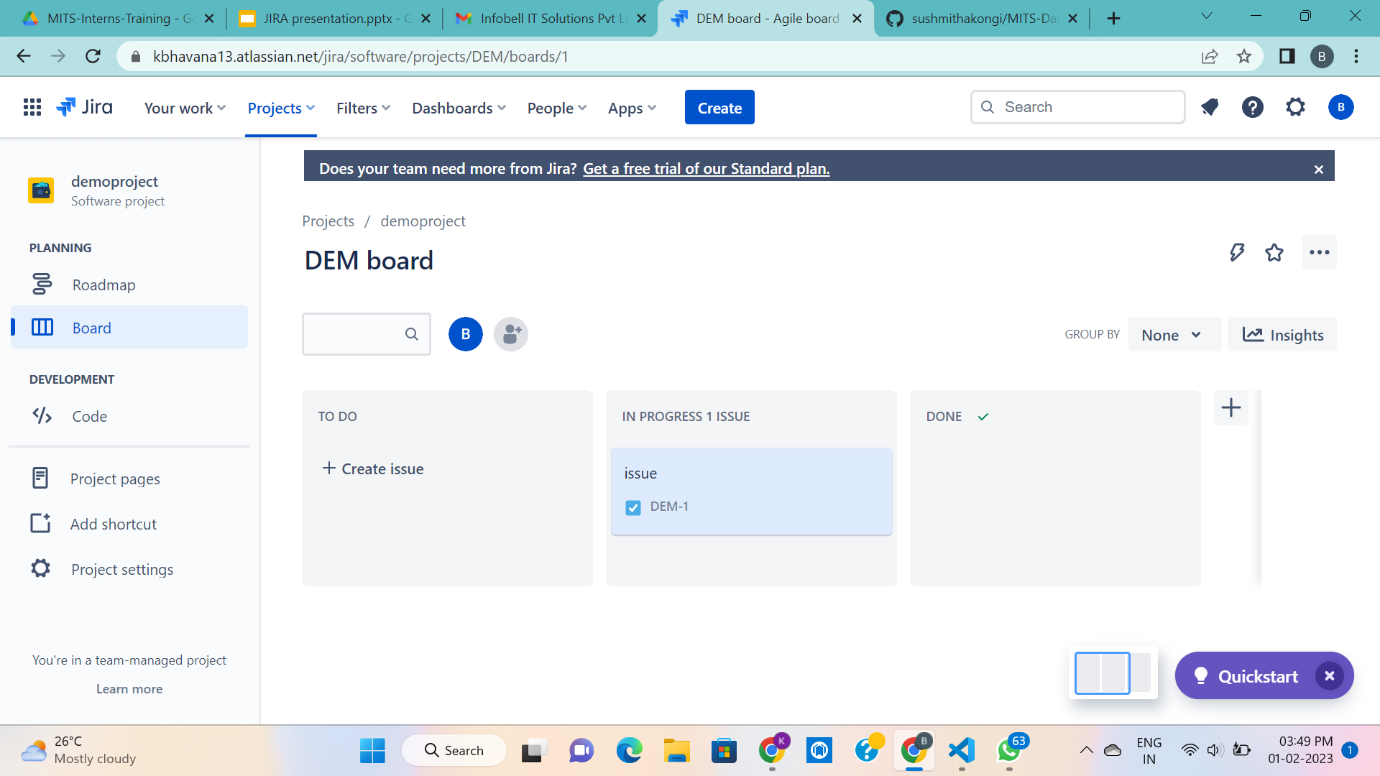 MITS-Interns-Training - G
JIRA presentation.pptx - G
Infobell IT Solutions Pvt L
DEM board - Agile board
sushmithakongi/MITS-Da
kbhavana13.atlassian.net/jira/software/projects/DEM/boards/1
B
Jira
Your work
Projects
Filters
Dashboards
People
Apps
Create
Search
B
demoproject
Software project
PLANNING
Roadmap
Board
DEVELOPMENT
Code
Project pages
Add shortcut
Project settings
You're in a team-managed project
Learn more
Does your team need more from Jira? Get a free trial of our Standard plan.
Projects / demoproject
DEM board
B
GROUP BY
None
Insights
TO DO
+ Create issue
IN PROGRESS 1 ISSUE
issue
DEM-1
DONE
Quickstart
26°C
Mostly cloudy
Search
K
B
63
ENG
IN
03:49 PM
01-02-2023
1